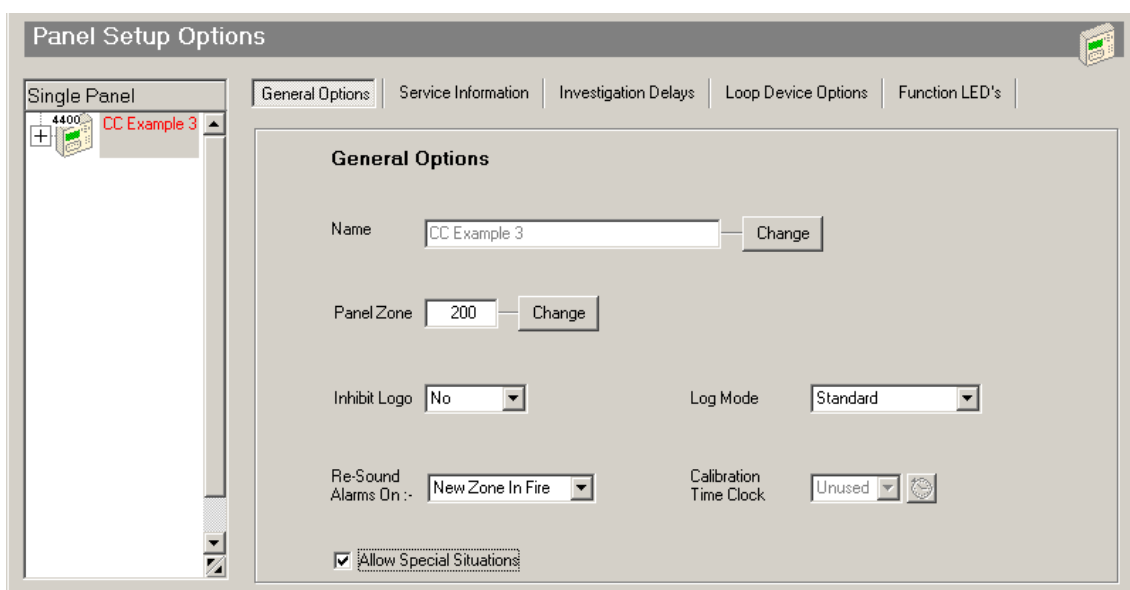 Panel Setup Options
Single Panel
4400
CC Example 3
General Options Service Information Investigation Delays Loop Device Options Function LED's
General Options
Name CC Example 3 Change
Panel Zone 200 Change
Inhibit Logo No Log Mode Standard
Re-Sound
Alarms On :- New Zone In Fire
Calibration
Time Clock Unused
Allow Special Situations